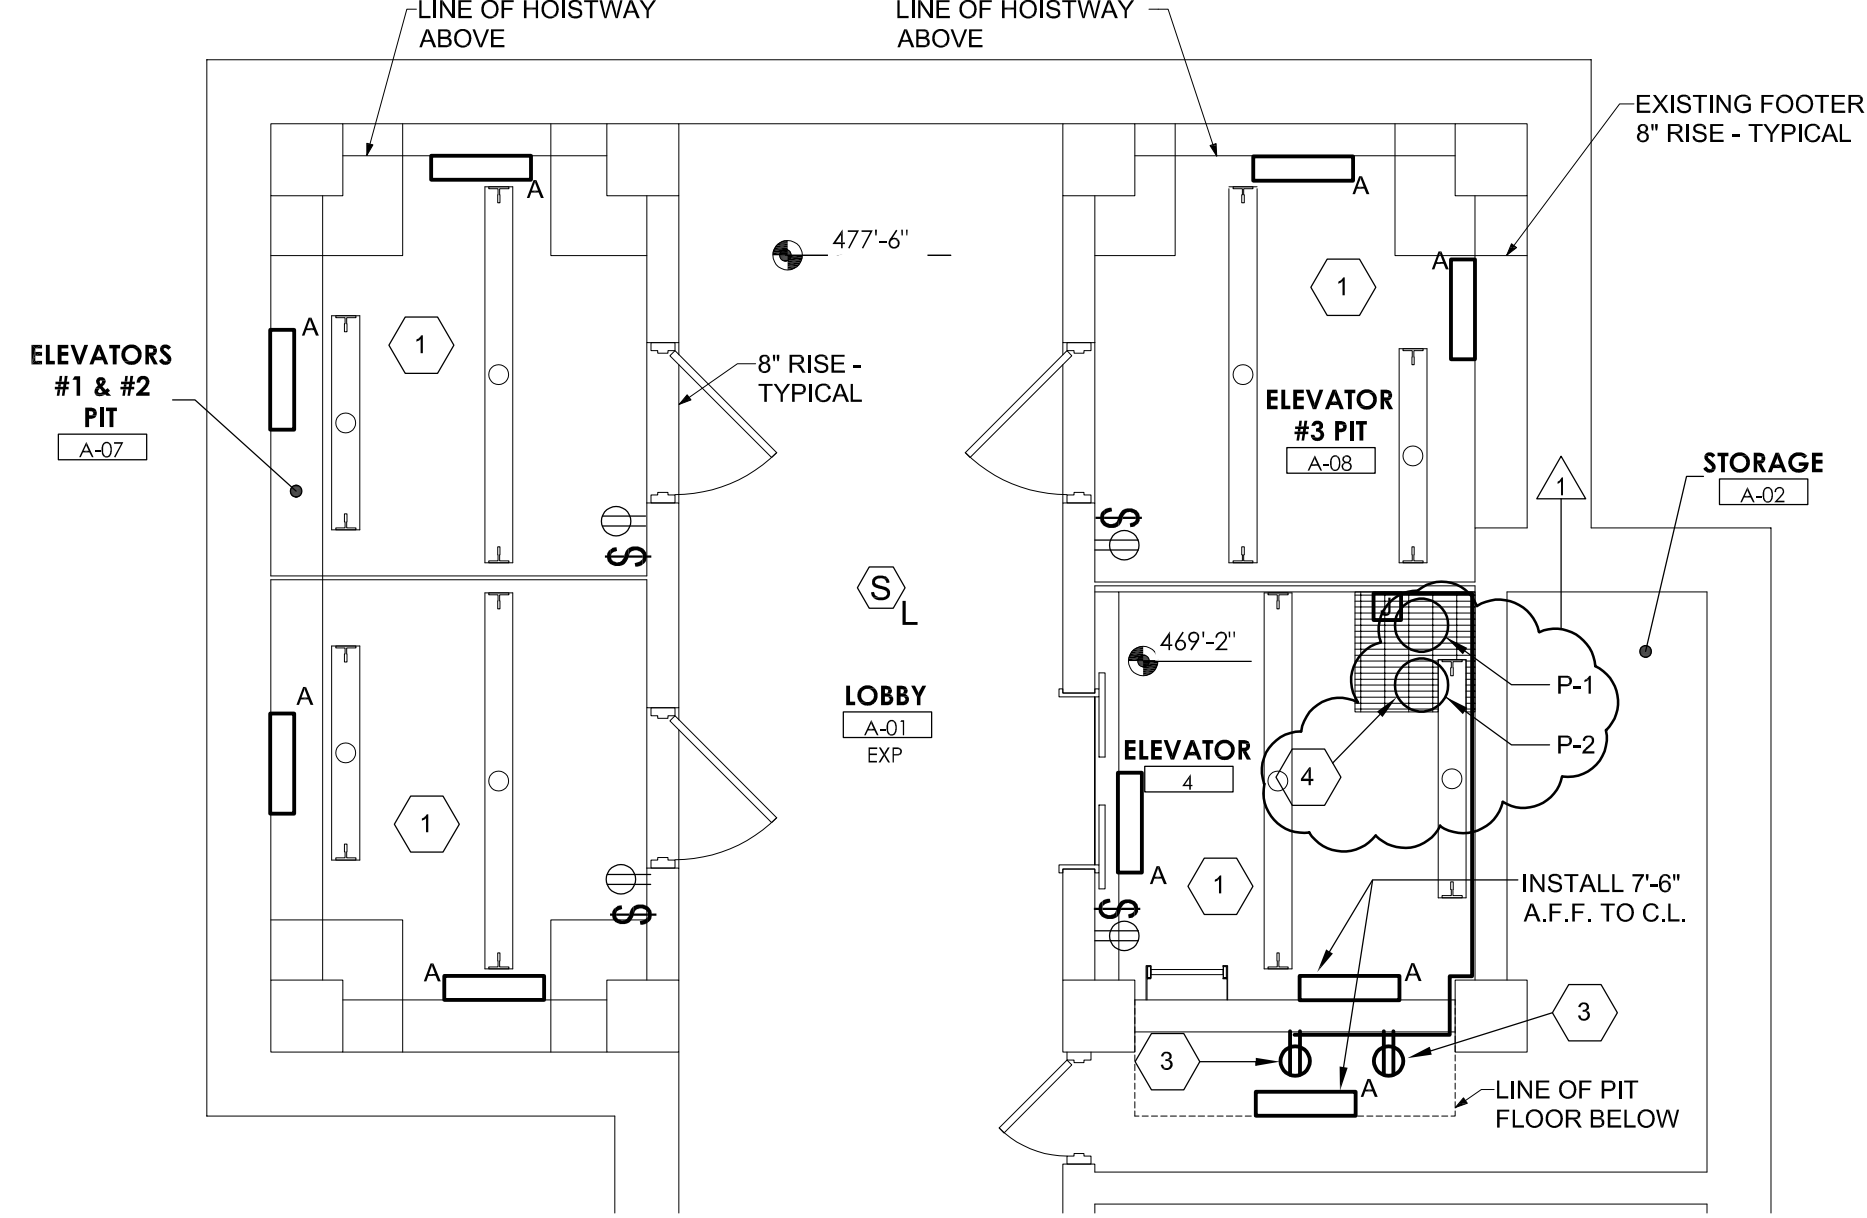 LINE OF HOISTWAY
ABOVE
LINE OF HOISTWAY
ABOVE
EXISTING FOOTER
8" RISE - TYPICAL
A
A
477'-6"
A
1
A
1
ELEVATORS
#1 & #2
PIT
A-07
8" RISE -
TYPICAL
ELEVATOR
#3 PIT
A-08
STORAGE
A-02
1
$
$
S
L
J
469'-2"
P-1
A
LOBBY
A-01
EXP
P-2
ELEVATOR
4
4
1
A
1
INSTALL 7'-6"
A.F.F. TO C.L.
$
$
A
A
3
3
A
LINE OF PIT
FLOOR BELOW